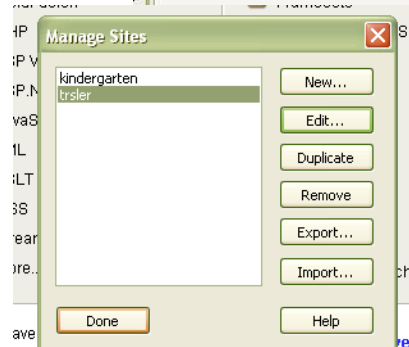 Manage Sites
kindergarten
trsler
New...
Edit...
Duplicate
Remove
Export...
Import...
Done
Help